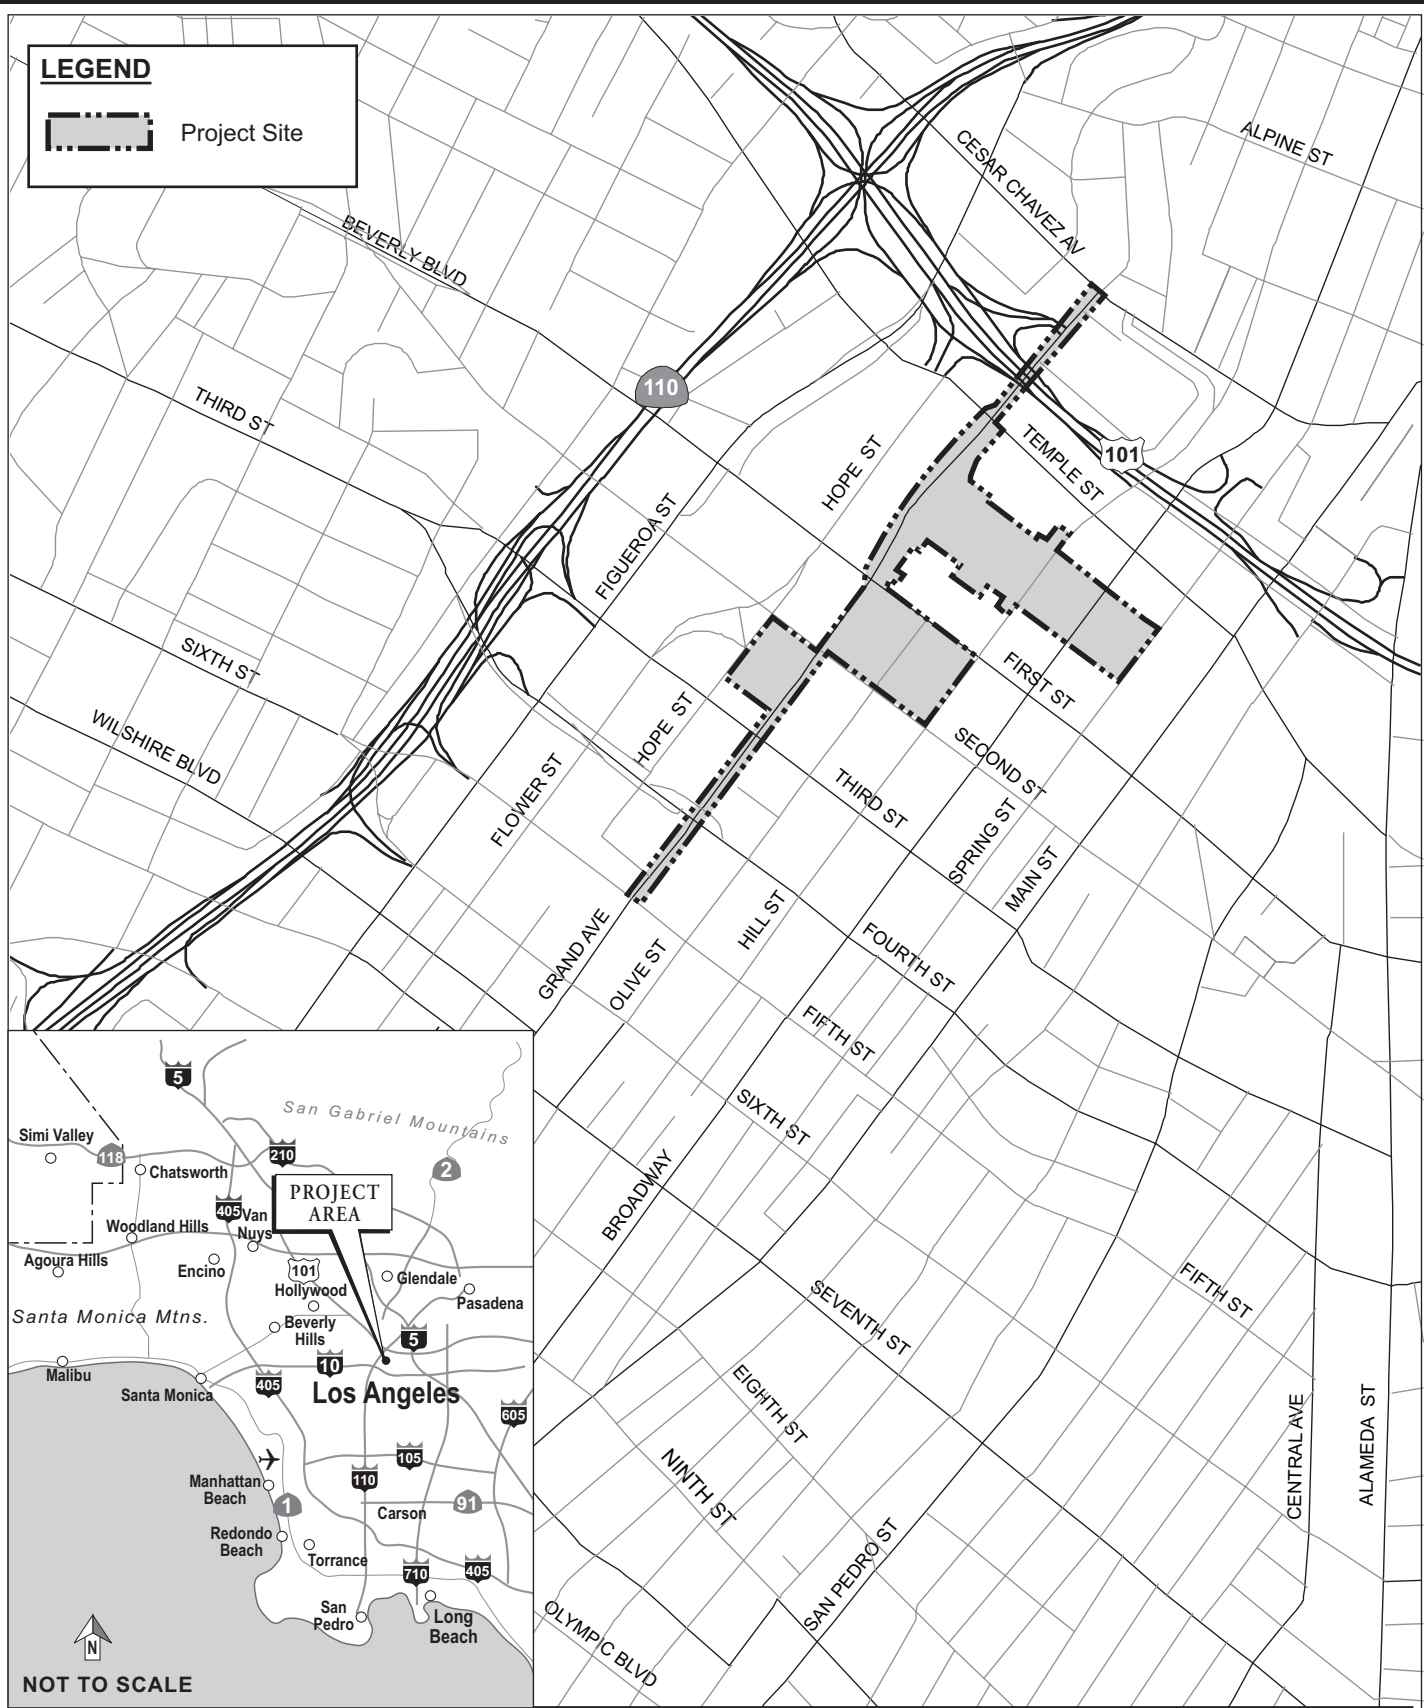 LEGEND
Project Site
ALPINE ST
CESAR CHAVEZ AV
BEVERLY BLVD
110
THIRD ST
HOPE ST
TEMPLE ST
101
FIGUEROA ST
SIXTH ST
FIRST ST
HOPE ST
WILSHIRE BLVD
SECOND ST
FLOWER ST
THIRD ST
SPRING ST
MAIN ST
HILL ST
GRAND AVE
OLIVE ST
FOURTH ST
FIFTH ST
SIXTH ST
BROADWAY
FIFTH ST
SEVENTH ST
EIGHTH ST
NINTH ST
CENTRAL AVE
ALAMEDA ST
SAN PEDRO ST
OLYMPIC BLVD
5
San Gabriel Mountains
Simi Valley
118
210
2
Chatsworth
PROJECT
AREA
405
Van
Nuys
Woodland Hills
Agoura Hills
Encino
101
Hollywood
Glendale
Pasadena
Santa Monica Mtns.
Beverly
Hills
5
10
Malibu
Santa Monica
405
Los Angeles
605
105
110
Manhattan
Beach
1
91
Carson
Redondo
Beach
Torrance
710
405
San
Pedro
Long
Beach
N
NOT TO SCALE